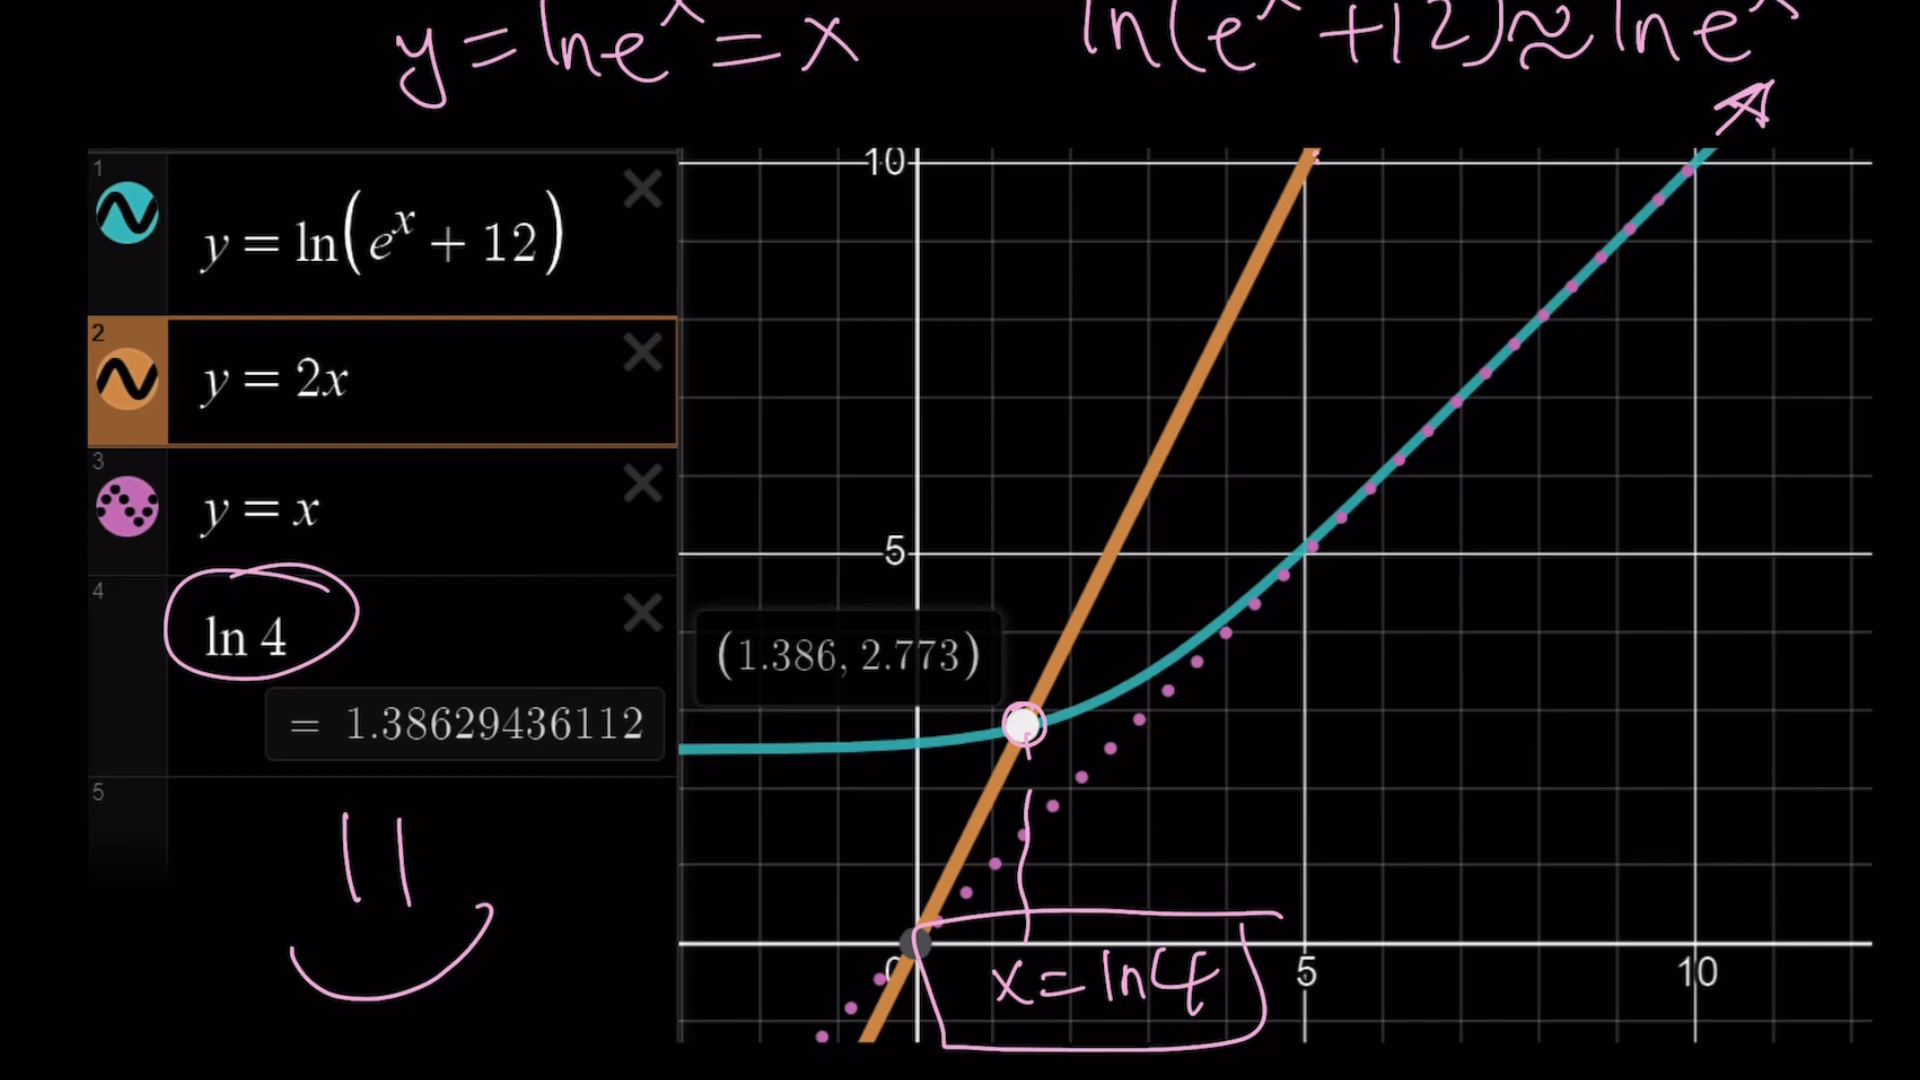 y = ln e^x = x
ln(e^x + 12) ≈ ln e^x
1
y = ln(e^x + 12)
2
y = 2x
3
y = x
4
ln 4
= 1.38629436112
5
10
5
(1.386, 2.773)
0
5
10
x = ln 4